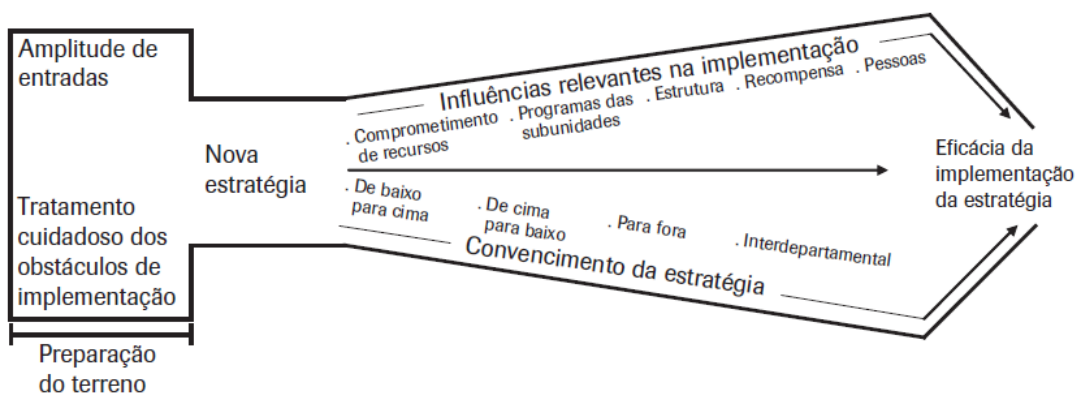 Amplitude de
entradas
Tratamento
cuidadoso dos
obstáculos de
implementação
Preparação
do terreno
Nova
estratégia
Influências relevantes na implementação
. Comprometimento
de recursos
. Programas das
subunidades
. Estrutura
. Recompensa
. Pessoas
. De baixo
para cima
. De cima
para baixo
. Para fora
. Interdepartamental
Convencimento da estratégia
Eficácia da
implementação
da estratégia